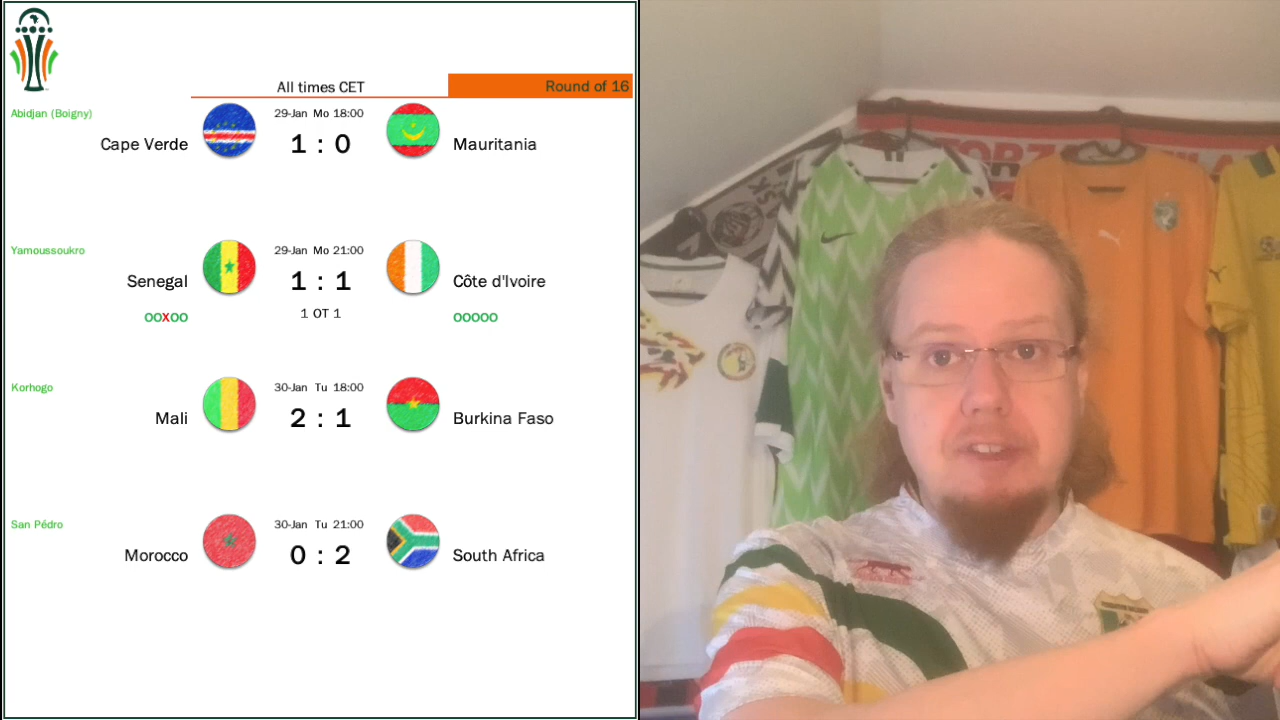 All times CET
Round of 16
Abidjan (Boigny)
29-Jan Mo 18:00
Cape Verde
1 : 0
Mauritania
Yamoussoukro
29-Jan Mo 21:00
Senegal
1 : 1
Côte d'Ivoire
OOXOO
1 OT 1
OOOOO
Korhogo
30-Jan Tu 18:00
Mali
2 : 1
Burkina Faso
San Pédro
30-Jan Tu 21:00
Morocco
0 : 2
South Africa
FORZA